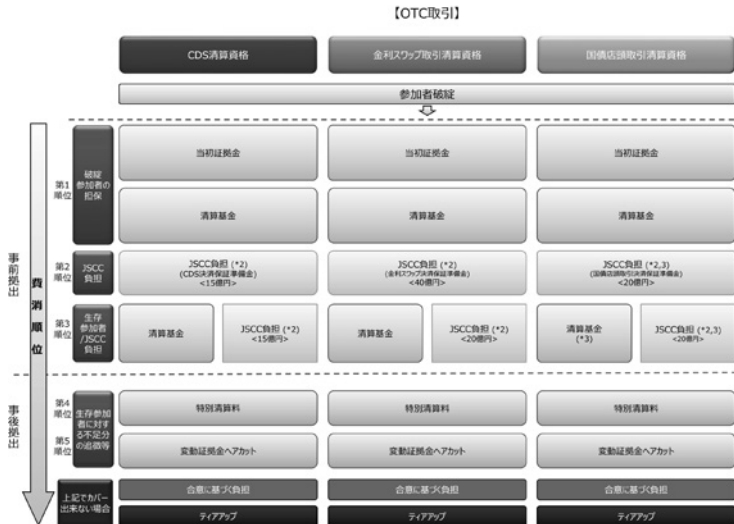 【OTC取引】
CDS清算資格
金利スワップ取引清算資格
国債店頭取引清算資格
参加者破綻
事前拠出
事後拠出
費消順位
第1
順位
破綻
参加者の
担保
当初証拠金
当初証拠金
当初証拠金
清算基金
清算基金
清算基金
第2
順位
JSCC
負担
JSCC負担 (*2)
(CDS決済保証準備金)
<15億円>
JSCC負担 (*2)
(金利スワップ決済保証準備金)
<40億円>
JSCC負担 (*2,3)
(国債店頭取引決済保証準備金)
<20億円>
第3
順位
生存
参加者
/JSCC
負担
清算基金
JSCC負担 (*2)
<15億円>
清算基金
JSCC負担 (*2)
<20億円>
清算基金
(*3)
JSCC負担 (*2,3)
<20億円>
第4
順位
第5
順位
生存参加
者に対す
る不足分
の追徴等
特別清算料
特別清算料
特別清算料
変動証拠金ヘアカット
変動証拠金ヘアカット
変動証拠金ヘアカット
上記でカバー
出来ない場合
合意に基づく負担
合意に基づく負担
合意に基づく負担
ティアアップ
ティアアップ
ティアアップ